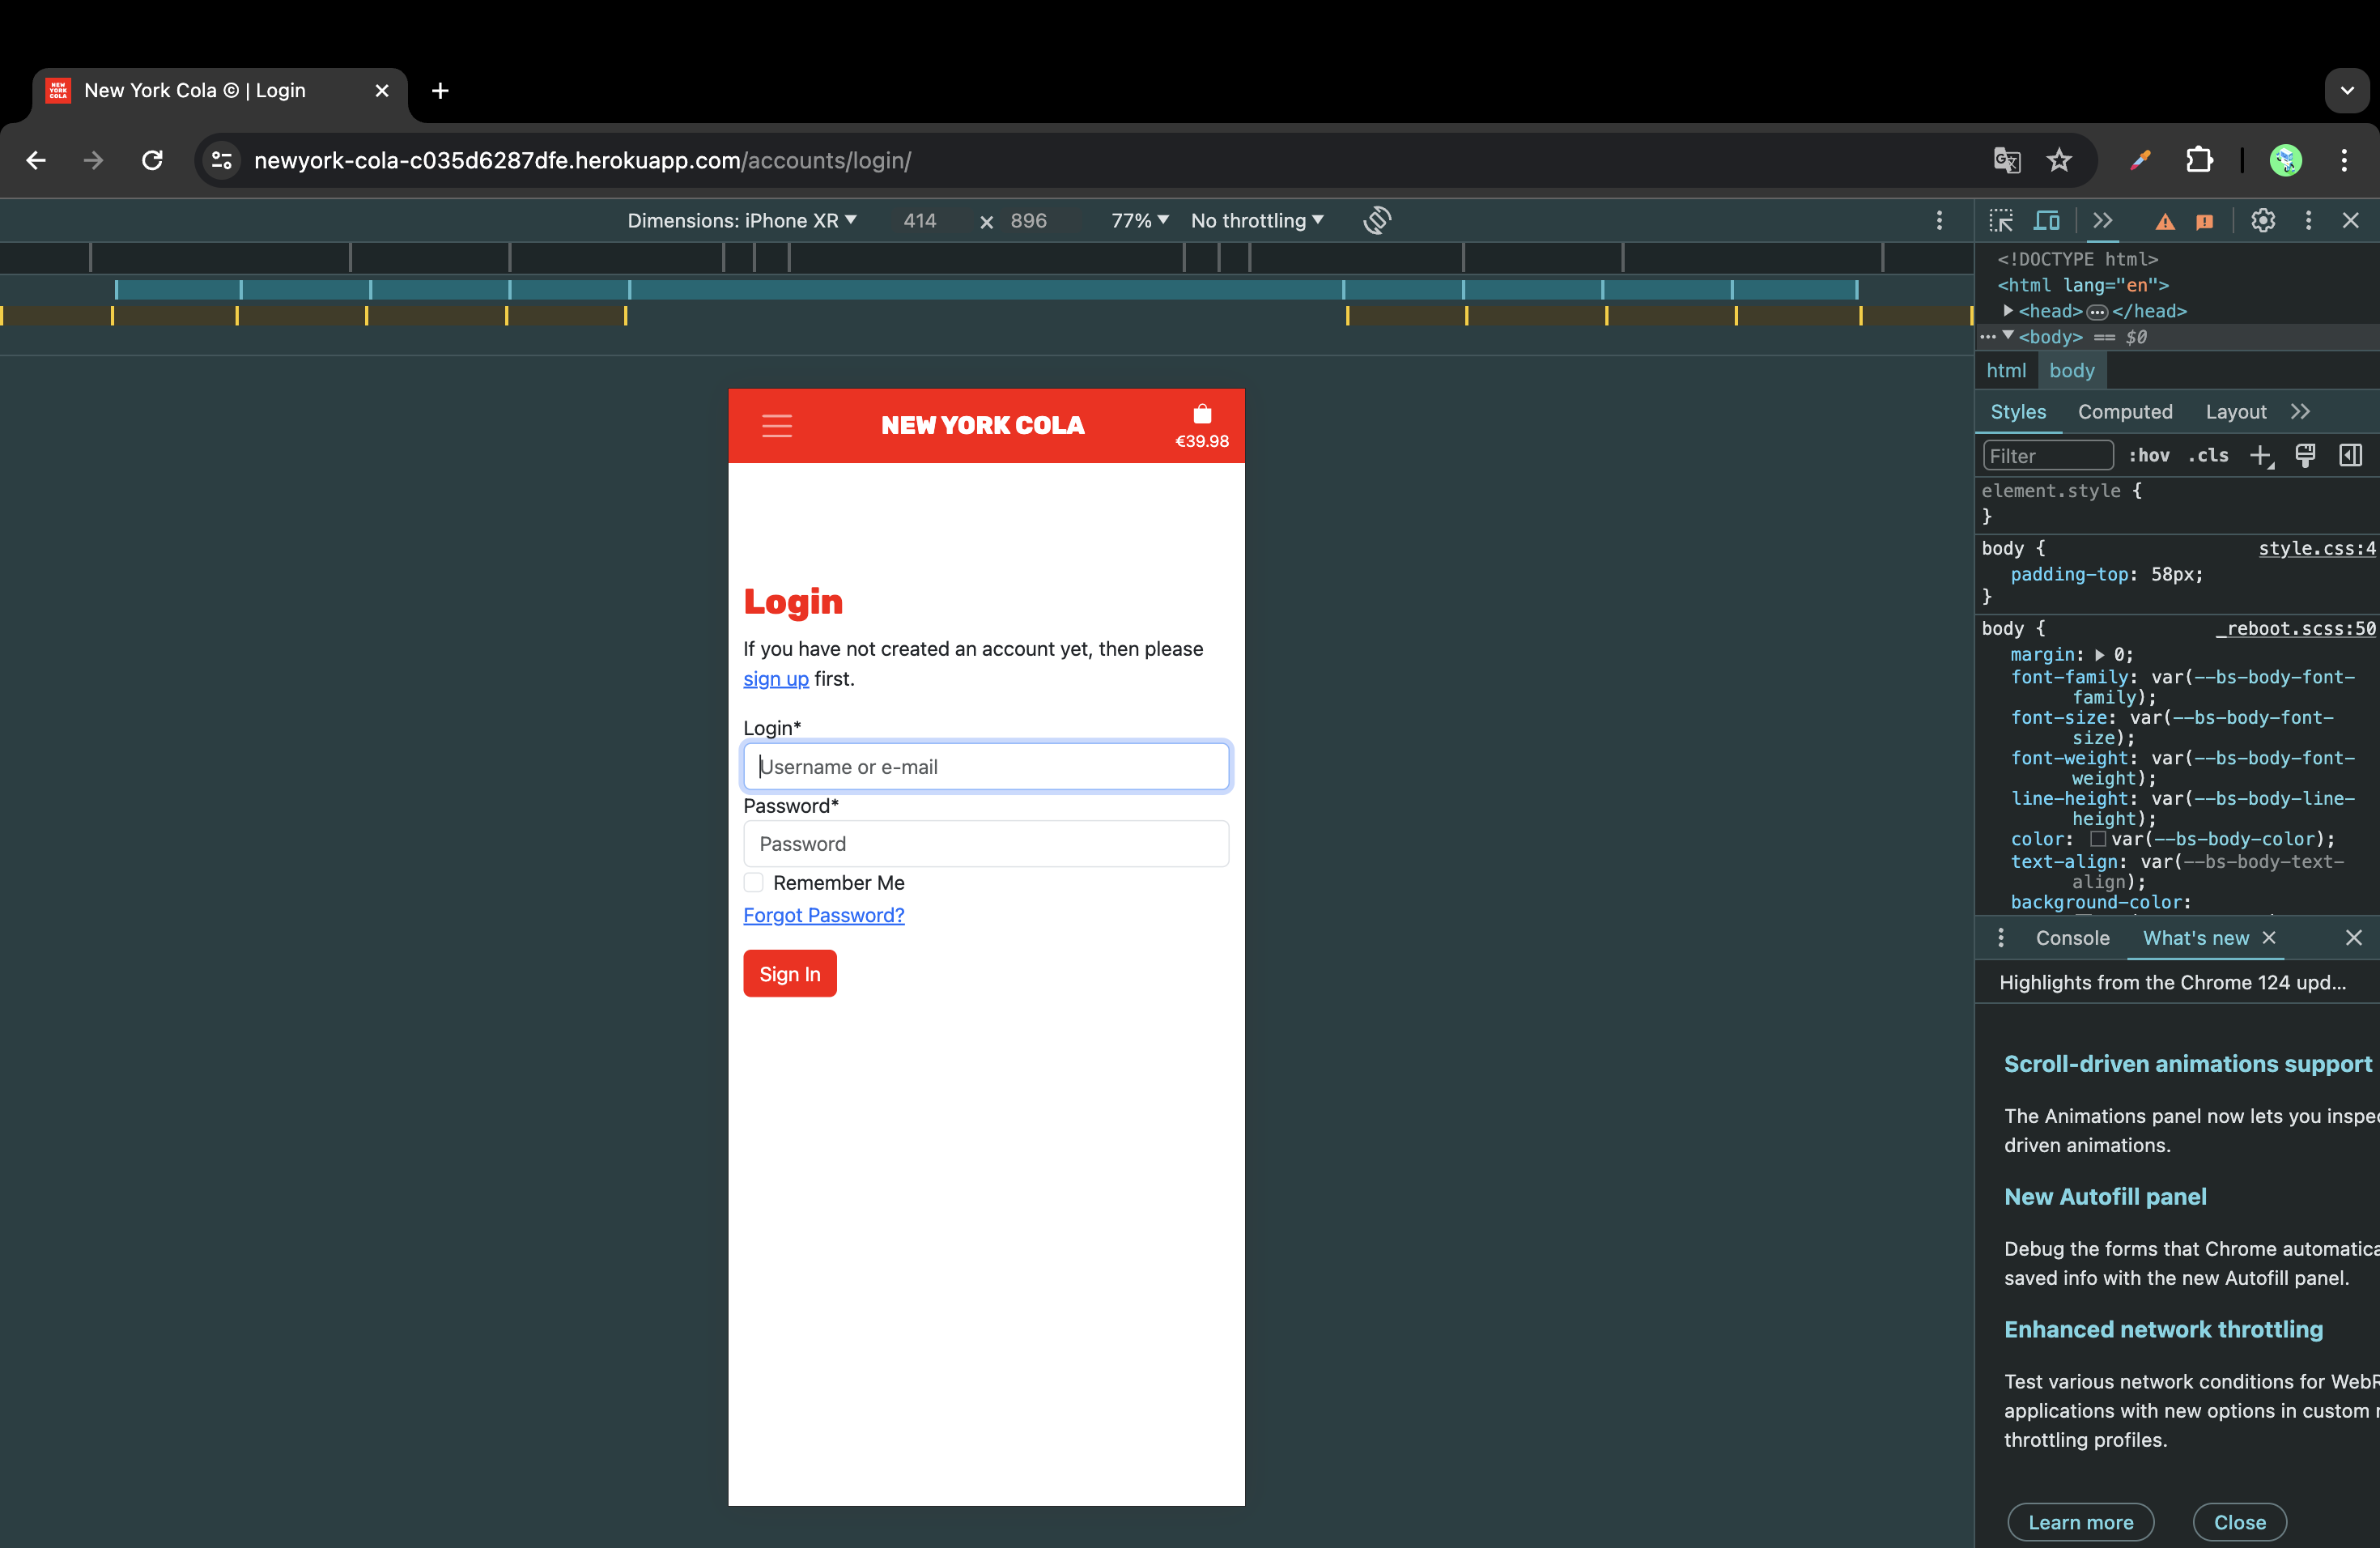 NEW YORK COLA
New York Cola © | Login
newyork-cola-c035d6287dfe.herokuapp.com/accounts/login/
Dimensions: iPhone XR 414 × 896 77% No throttling
NEW YORK COLA
€39.98
Login
If you have not created an account yet, then please
sign up first.
Login*
Username or e-mail
Password*
Password
Remember Me
Forgot Password?
Sign In
<!DOCTYPE html>
<html lang="en">
<head>…</head>
… <body> == $0
html body
Styles Computed Layout
Filter :hov .cls
element.style {
}
body { style.css:4
padding-top: 58px;
}
body { _reboot.scss:50
margin: 0;
font-family: var(--bs-body-font-
family);
font-size: var(--bs-body-font-
size);
font-weight: var(--bs-body-font-
weight);
line-height: var(--bs-body-line-
height);
color: var(--bs-body-color);
text-align: var(--bs-body-text-
align);
background-color:
Console What's new
Highlights from the Chrome 124 upd...
Scroll-driven animations support
The Animations panel now lets you inspe
driven animations.
New Autofill panel
Debug the forms that Chrome automatica
saved info with the new Autofill panel.
Enhanced network throttling
Test various network conditions for WebR
applications with new options in custom
throttling profiles.
Learn more Close